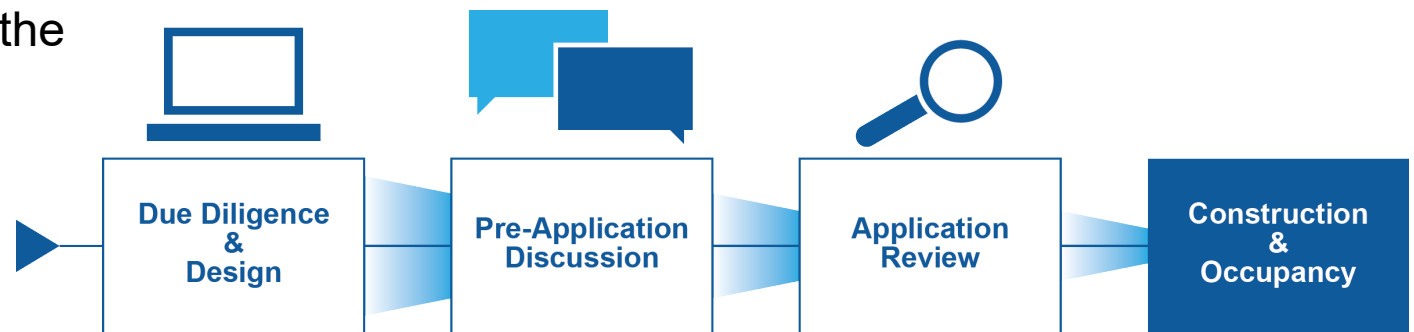 the
Due Diligence
&
Design
Pre-Application
Discussion
Application
Review
Construction
&
Occupancy